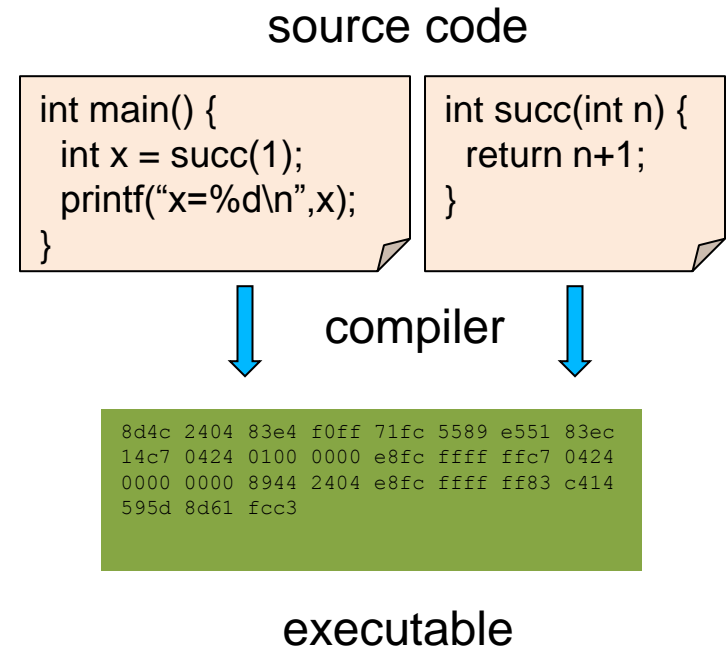 source code
int main() {
int x = succ(1);
printf(“x=%d\n”,x);
}
int succ(int n) {
return n+1;
}
compiler
8d4c 2404 83e4 f0ff 71fc 5589 e551 83ec
14c7 0424 0100 0000 e8fc ffff ffc7 0424
0000 0000 8944 2404 e8fc ffff ff83 c414
595d 8d61 fcc3
executable